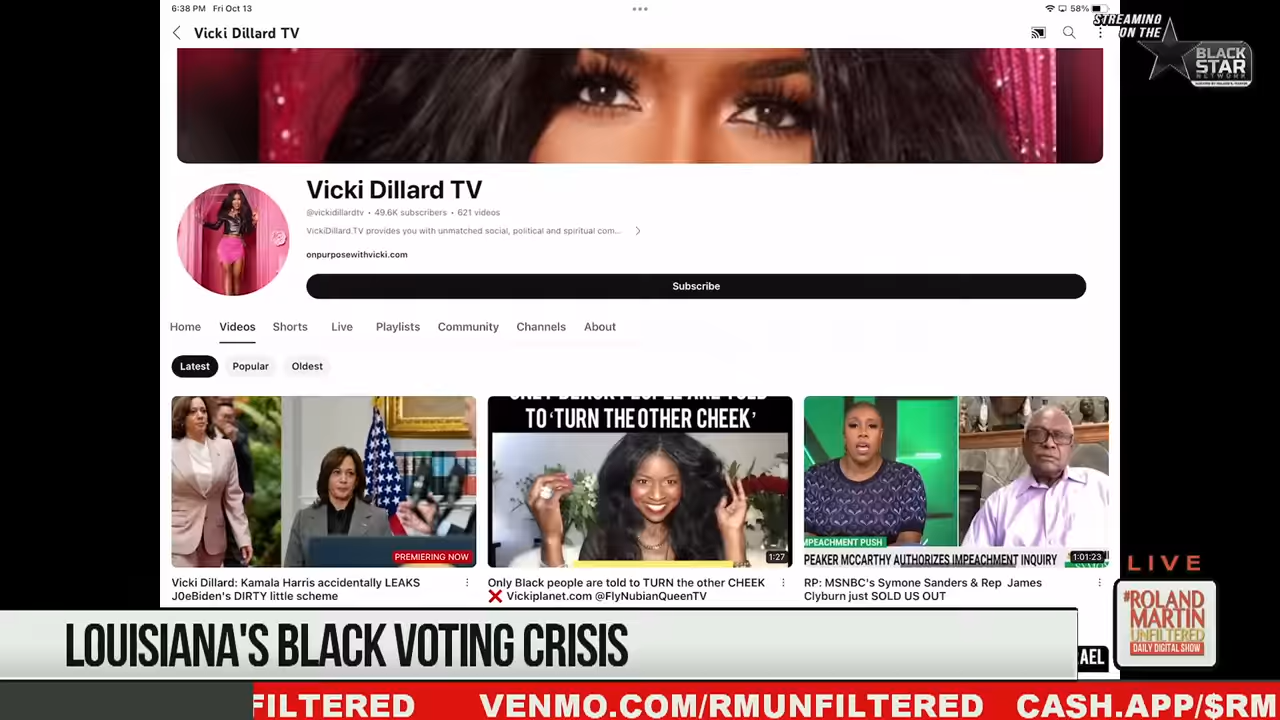 6:38 PM Fri Oct 13
58%
STREAMING
ON THE
BLACK
STAR
NETWORK
Vicki Dillard TV
Vicki Dillard TV
@vickidillardtv • 49.6K subscribers • 621 videos
VickiDillard.TV provides you with unmatched social, political and spiritual com...
onpurposewithvicki.com
Subscribe
Home Videos Shorts Live Playlists Community Channels About
Latest Popular Oldest
PREMIERING NOW
TO 'TURN THE OTHER CHEEK'
1:27
MPEACHMENT PUSH
PEAKER MCCARTHY AUTHORIZES IMPEACHMENT INQUIRY
1:01:23
Vicki Dillard: Kamala Harris accidentally LEAKS
J0eBiden's DIRTY little scheme
Only Black people are told to TURN the other CHEEK
❌ Vickiplanet.com @FlyNubianQueenTV
RP: MSNBC's Symone Sanders & Rep James
Clyburn just SOLD US OUT
LIVE
#ROLAND
MARTIN
UNFILTERED
DAILY DIGITAL SHOW
LOUISIANA'S BLACK VOTING CRISIS
AEL
FILTERED VENMO.COM/RMUNFILTERED CASH.APP/$RM